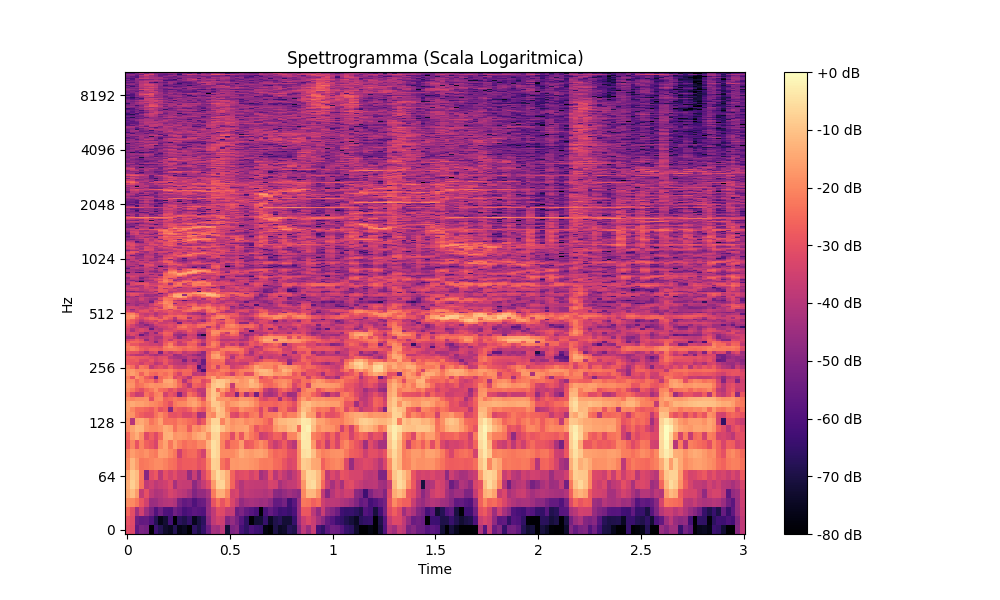 Spettrogramma (Scala Logaritmica)
Hz
8192
4096
2048
1024
512
256
128
64
0
0 0.5 1 1.5 2 2.5 3
Time
+0 dB
-10 dB
-20 dB
-30 dB
-40 dB
-50 dB
-60 dB
-70 dB
-80 dB